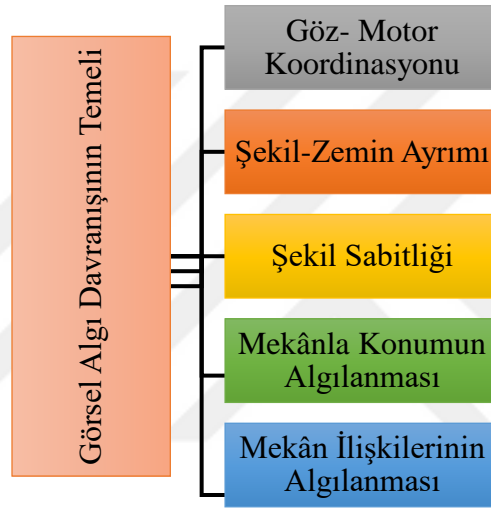 Görsel Algı Davranışının Temeli
Göz- Motor
Koordinasyonu
Şekil-Zemin Ayrımı
Şekil Sabitliği
Mekânla Konumun
Algılanması
Mekân İlişkilerinin
Algılanması